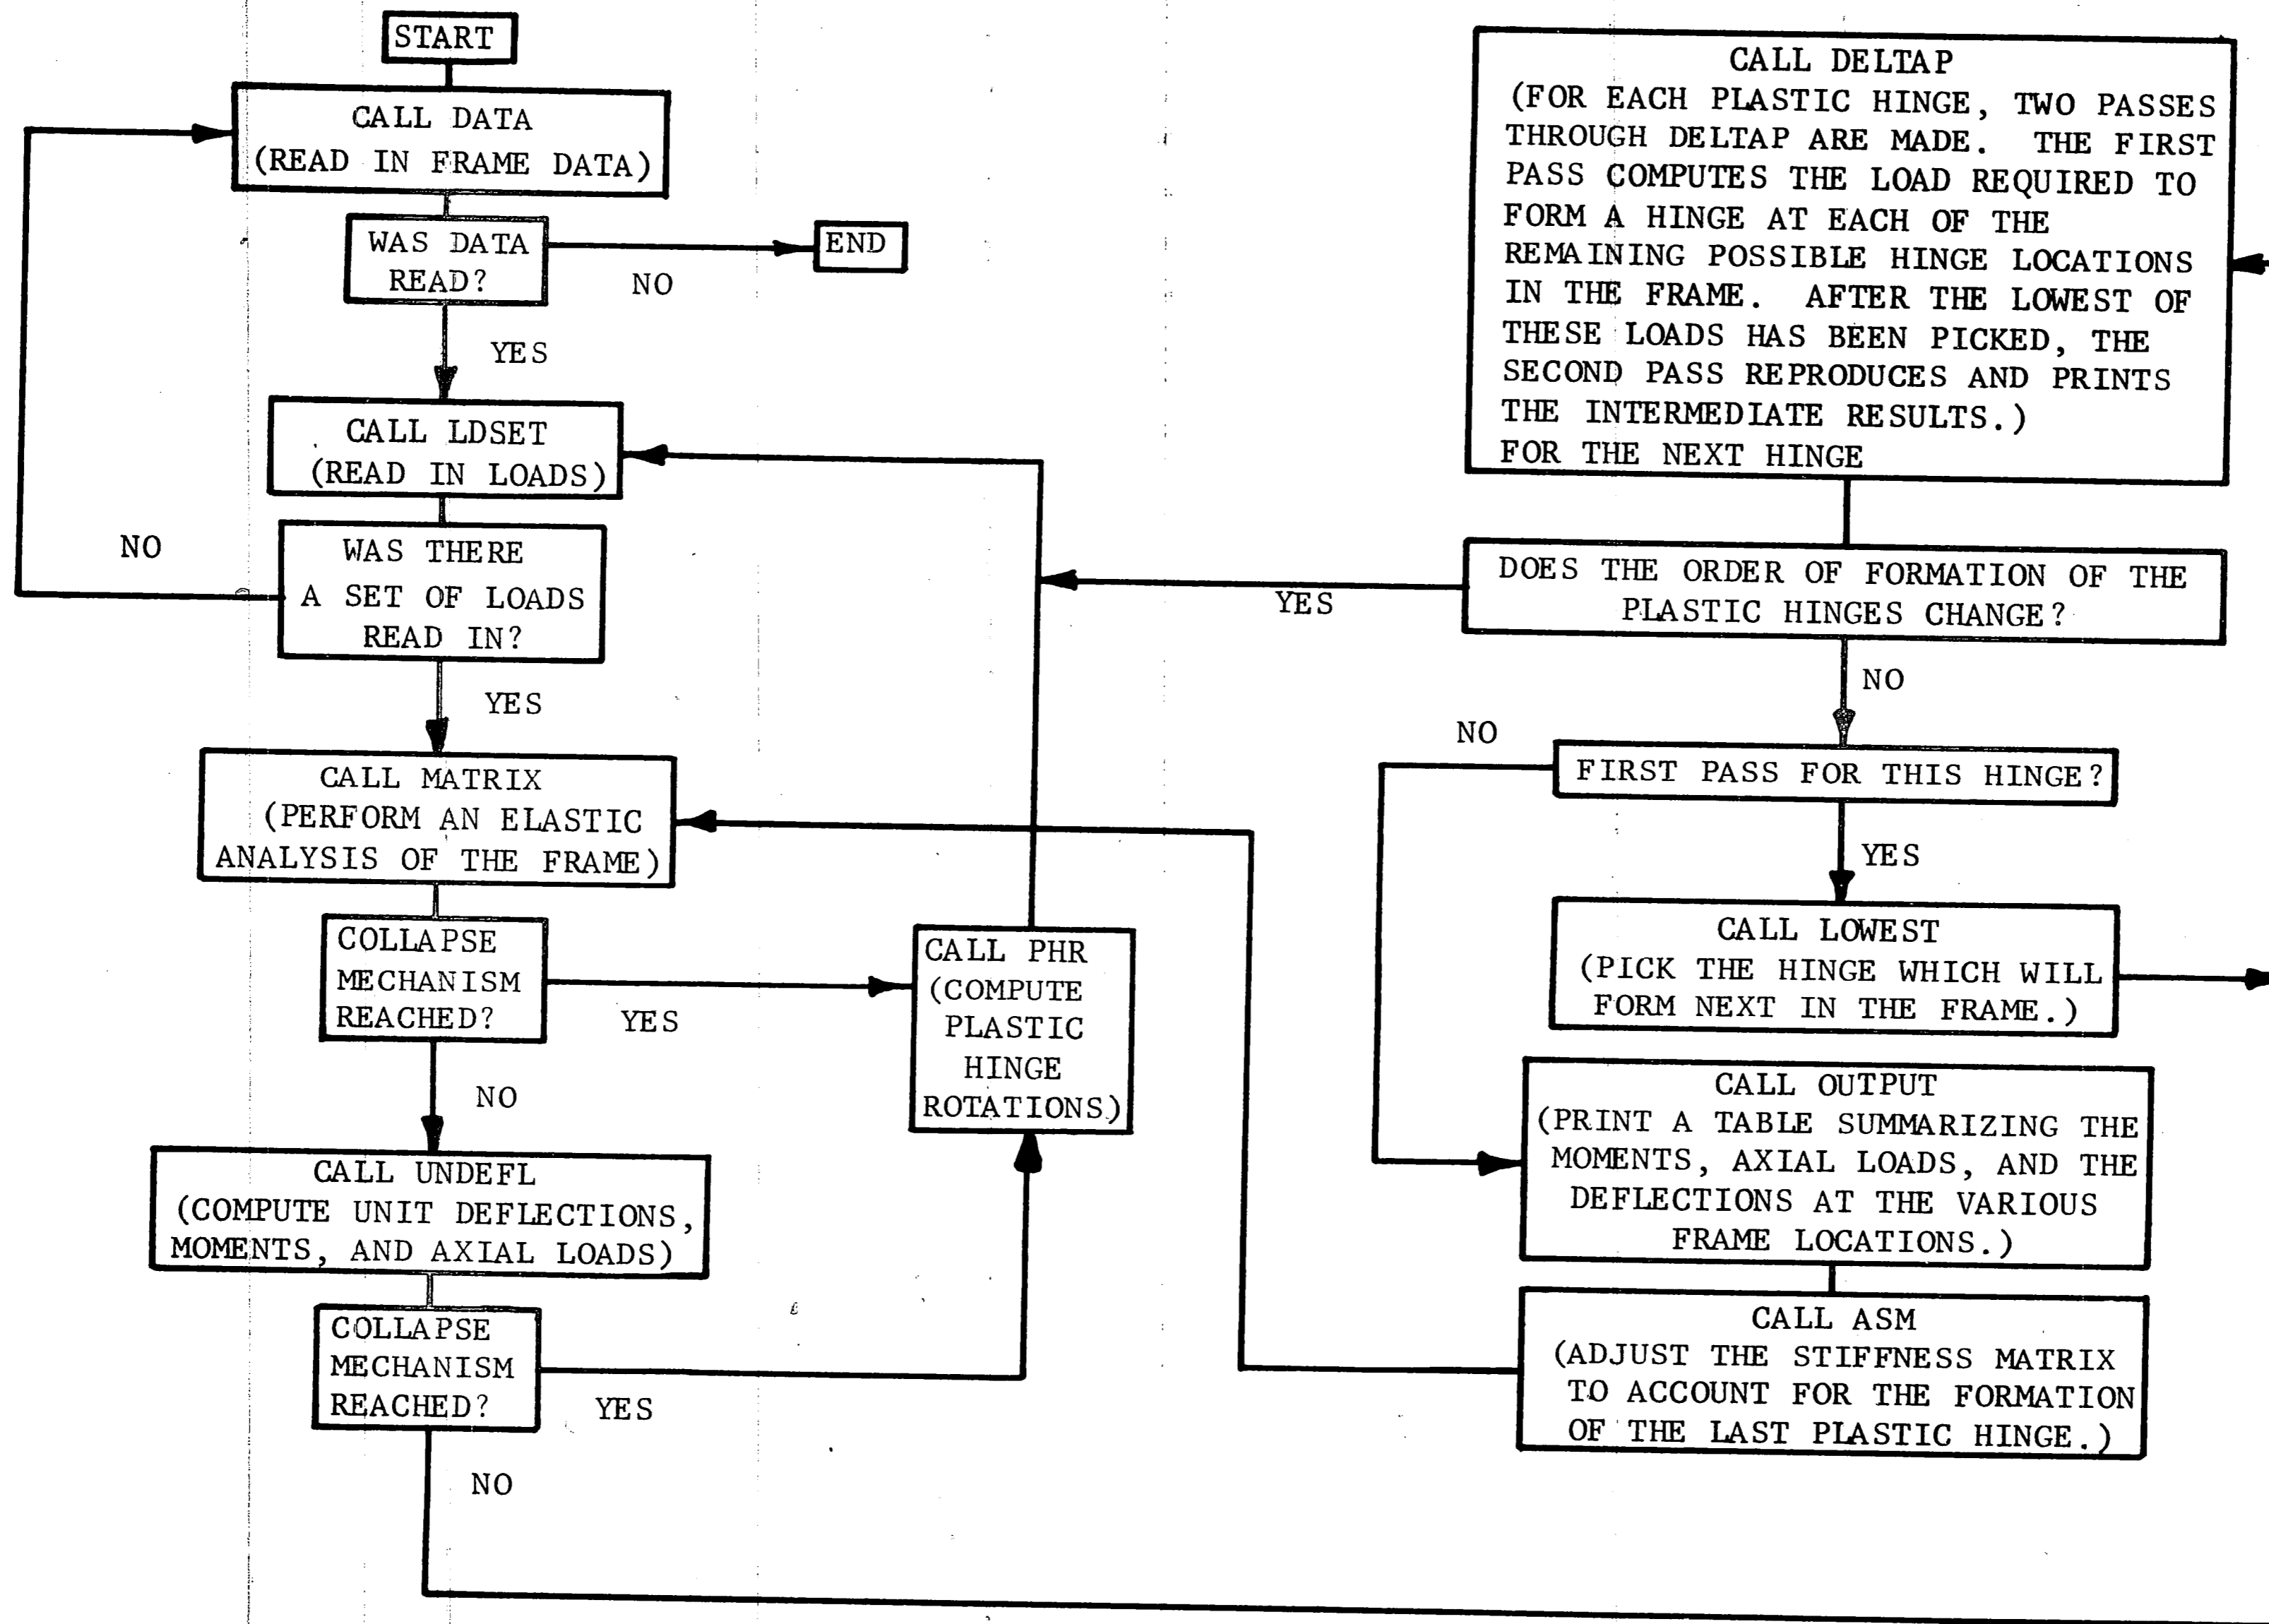 START
CALL DATA
(READ IN FRAME DATA)
WAS DATA
READ?
NO
END
YES
CALL LDSET
(READ IN LOADS)
NO
WAS THERE
A SET OF LOADS
READ IN?
YES
CALL MATRIX
(PERFORM AN ELASTIC
ANALYSIS OF THE FRAME)
COLLAPSE
MECHANISM
REACHED?
YES
CALL PHR
(COMPUTE
PLASTIC
HINGE
ROTATIONS)
NO
CALL UNDEFL
(COMPUTE UNIT DEFLECTIONS,
MOMENTS, AND AXIAL LOADS)
COLLAPSE
MECHANISM
REACHED?
YES
NO
CALL DELTAP
(FOR EACH PLASTIC HINGE, TWO PASSES
THROUGH DELTAP ARE MADE. THE FIRST
PASS COMPUTES THE LOAD REQUIRED TO
FORM A HINGE AT EACH OF THE
REMAINING POSSIBLE HINGE LOCATIONS
IN THE FRAME. AFTER THE LOWEST OF
THESE LOADS HAS BEEN PICKED, THE
SECOND PASS REPRODUCES AND PRINTS
THE INTERMEDIATE RESULTS.)
FOR THE NEXT HINGE
DOES THE ORDER OF FORMATION OF THE
PLASTIC HINGES CHANGE?
YES
NO
NO
FIRST PASS FOR THIS HINGE?
YES
CALL LOWEST
(PICK THE HINGE WHICH WILL
FORM NEXT IN THE FRAME.)
CALL OUTPUT
(PRINT A TABLE SUMMARIZING THE
MOMENTS, AXIAL LOADS, AND THE
DEFLECTIONS AT THE VARIOUS
FRAME LOCATIONS.)
CALL ASM
(ADJUST THE STIFFNESS MATRIX
TO ACCOUNT FOR THE FORMATION
OF THE LAST PLASTIC HINGE.)